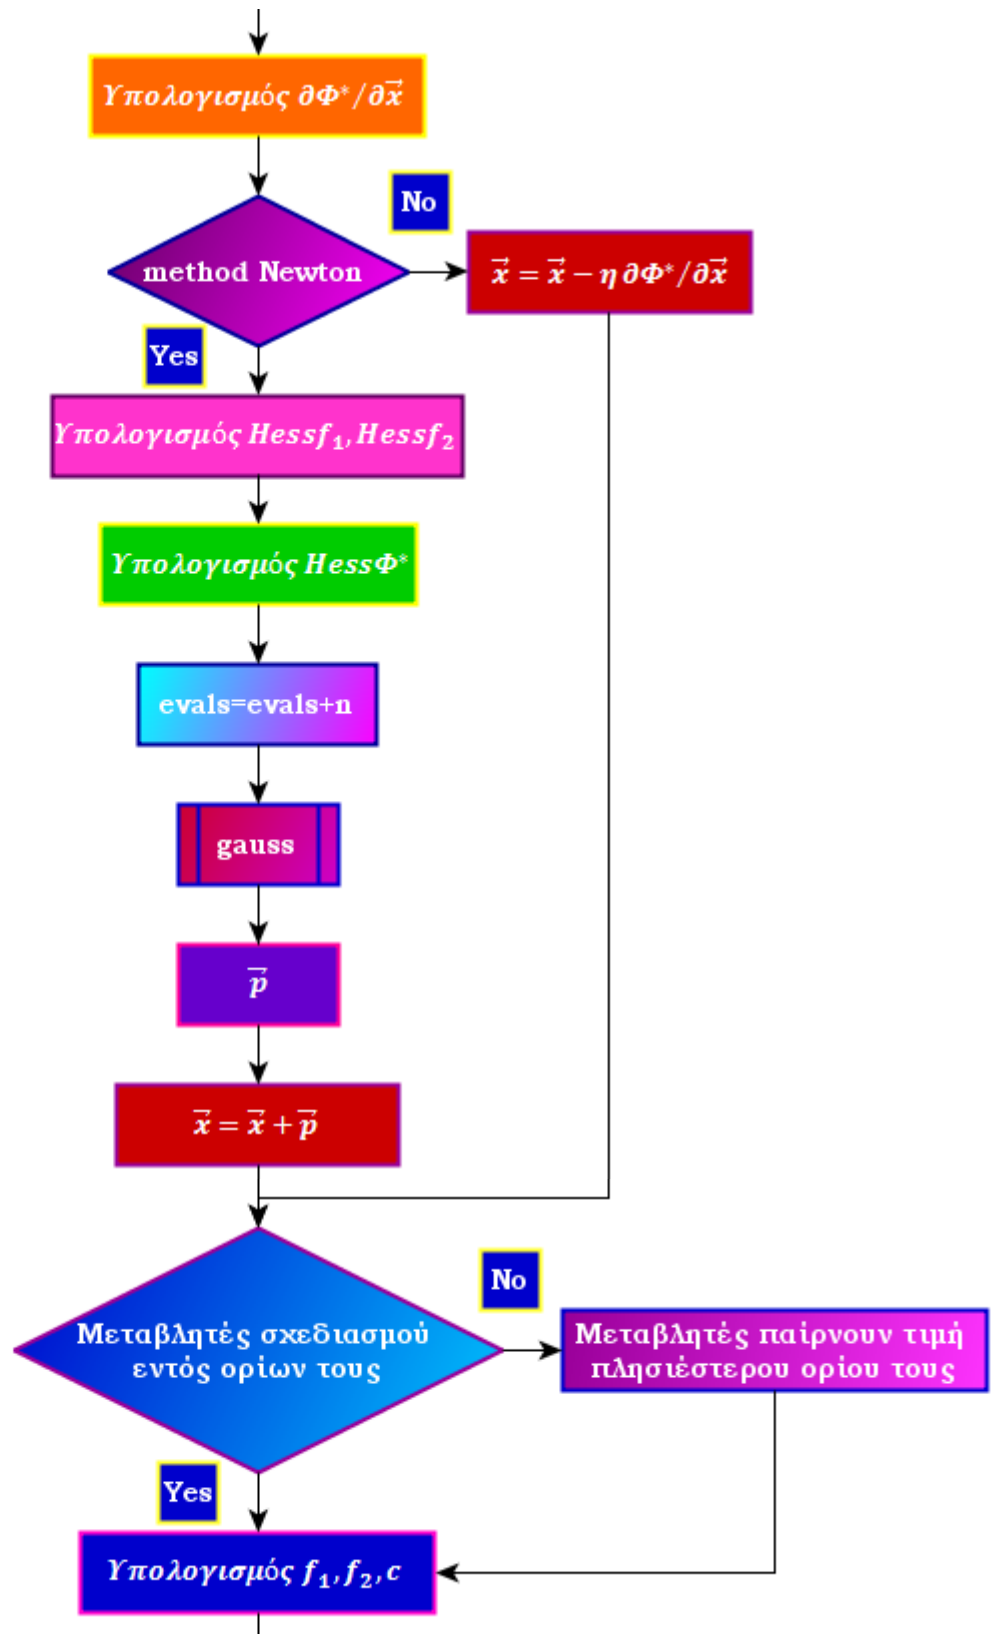 Υπολογισμός ∂Φ*/∂x⃗
No
method Newton
x⃗ = x⃗ − η ∂Φ*/∂x⃗
Yes
Υπολογισμός Hessf₁,Hessf₂
Υπολογισμός HessΦ*
evals=evals+n
gauss
p⃗
x⃗ = x⃗ + p⃗
No
Μεταβλητές σχεδιασμού
εντός ορίων τους
Μεταβλητές παίρνουν τιμή
πλησιέστερου ορίου τους
Yes
Υπολογισμός f₁,f₂,c